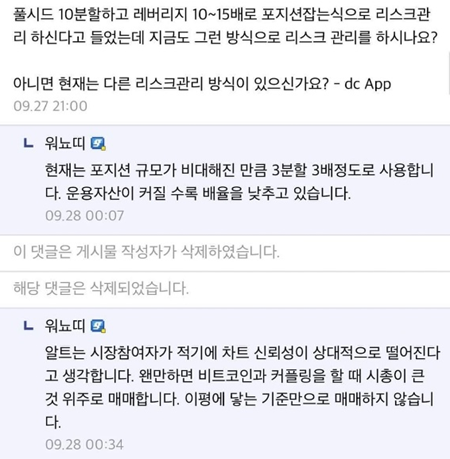 풀시드 10분할하고 레버리지 10~15배로 포지션잡는식으로 리스크관
리 하신다고 들었는데 지금도 그런 방식으로 리스크 관리를 하시나요?
아니면 현재는 다른 리스크관리 방식이 있으신가요? - dc App
09.27 21:00
워뇨띠
현재는 포지션 규모가 비대해진 만큼 3분할 3배정도로 사용합니
다. 운용자산이 커질 수록 배율을 낮추고 있습니다.
09.28 00:07
이 댓글은 게시물 작성자가 삭제하였습니다.
해당 댓글은 삭제되었습니다.
워뇨띠
알트는 시장참여자가 적기에 차트 신뢰성이 상대적으로 떨어진다
고 생각합니다. 왠만하면 비트코인과 커플링을 할 때 시총이 큰
것 위주로 매매합니다. 이평에 닿는 기준만으로 매매하지 않습니
다.
09.28 00:34